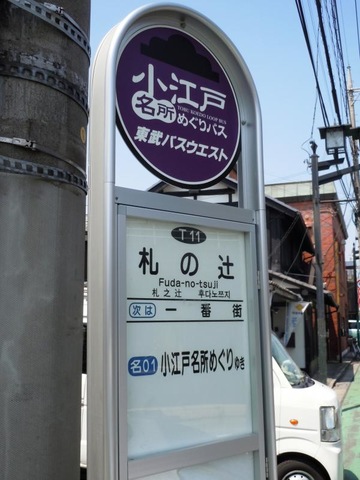 小江戸
TOBU KOEDO LOOP BUS
名所めぐりバス
東武バスウエスト
T11
札の辻
Fuda-no-tsuji
札之辻 후다노쯔지
次は 一番街
名01 小江戸名所めぐりゆき